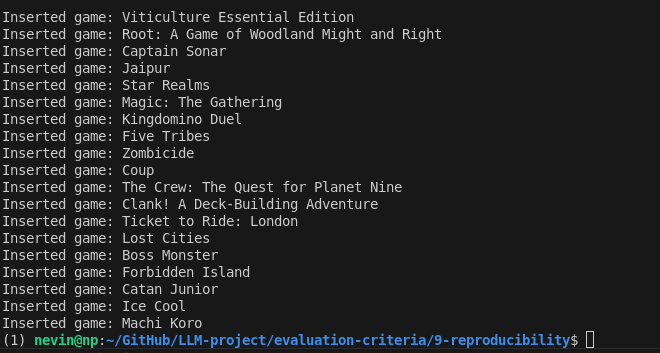 Inserted game: Viticulture Essential Edition
Inserted game: Root: A Game of Woodland Might and Right
Inserted game: Captain Sonar
Inserted game: Jaipur
Inserted game: Star Realms
Inserted game: Magic: The Gathering
Inserted game: Kingdomino Duel
Inserted game: Five Tribes
Inserted game: Zombicide
Inserted game: Coup
Inserted game: The Crew: The Quest for Planet Nine
Inserted game: Clank! A Deck-Building Adventure
Inserted game: Ticket to Ride: London
Inserted game: Lost Cities
Inserted game: Boss Monster
Inserted game: Forbidden Island
Inserted game: Catan Junior
Inserted game: Ice Cool
Inserted game: Machi Koro
(1) nevin@np:~/GitHub/LLM-project/evaluation-criteria/9-reproducibility$